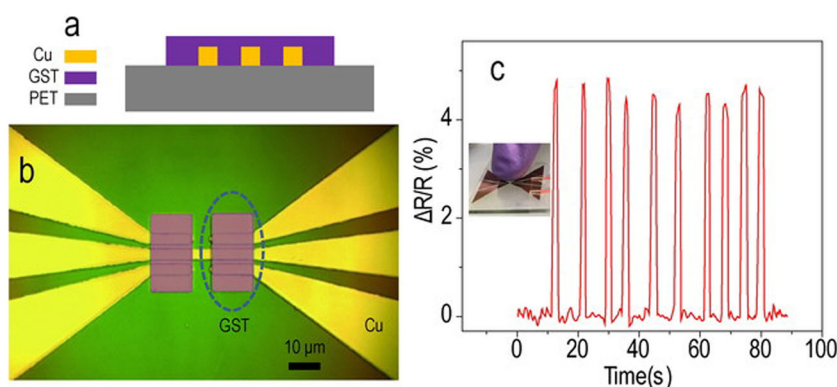 a
Cu
GST
PET
b
GST
Cu
10 μm
c
ΔR/R (%)
4
2
0
0 20 40 60 80 100
Time(s)